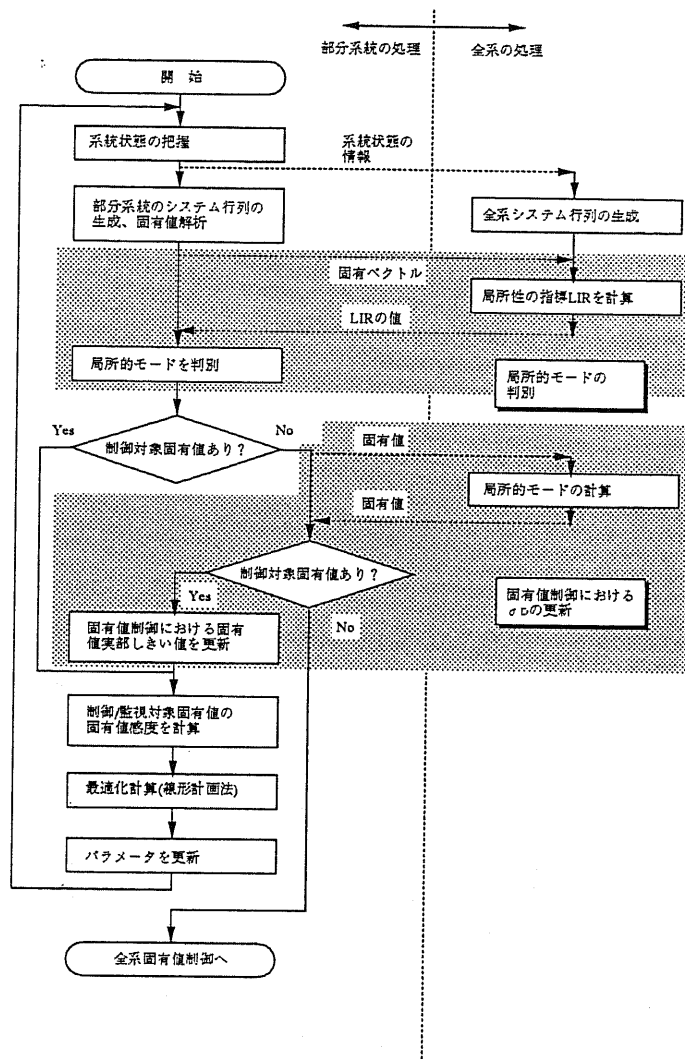 部分系統の処理
全系の処理
開 始
系統状態の把握
系統状態の
情報
部分系統のシステム行列の
生成、固有値解析
全系システム行列の生成
固有ベクトル
局所性の指標LIRを計算
LIRの値
局所的モードを判別
局所的モードの
判別
Yes
制御対象固有値あり？
No
固有値
局所的モードの計算
固有値
制御対象固有値あり？
Yes
No
固有値制御における
σDの更新
固有値制御における固有
値実部しきい値を更新
制御/監視対象固有値の
固有値感度を計算
最適化計算(線形計画法)
パラメータを更新
全系固有値制御へ